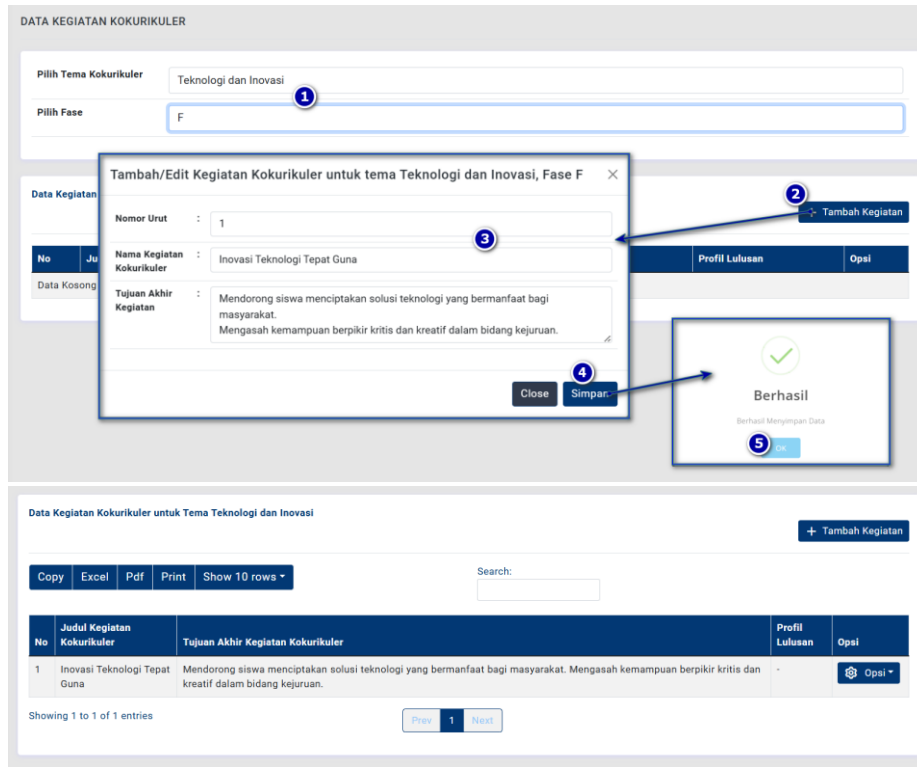 DATA KEGIATAN KOKURIKULER
Pilih Tema Kokurikuler
Teknologi dan Inovasi
1
Pilih Fase
F
Tambah/Edit Kegiatan Kokurikuler untuk tema Teknologi dan Inovasi, Fase F
×
Data Kegiatan
2
+ Tambah Kegiatan
Nomor Urut : 1
3
Nama Kegiatan : Inovasi Teknologi Tepat Guna
Kokurikuler
Tujuan Akhir : Mendorong siswa menciptakan solusi teknologi yang bermanfaat bagi
Kegiatan
masyarakat.
Mengasah kemampuan berpikir kritis dan kreatif dalam bidang kejuruan.
No Ju Profil Lulusan Opsi
Data Kosong
4
Close Simpan
Berhasil
Berhasil Menyimpan Data
5
OK
Data Kegiatan Kokurikuler untuk Tema Teknologi dan Inovasi
+ Tambah Kegiatan
Copy Excel Pdf Print Show 10 rows
Search:
No Judul Kegiatan Kokurikuler Tujuan Akhir Kegiatan Kokurikuler Profil Lulusan Opsi
1 Inovasi Teknologi Tepat Mendorong siswa menciptakan solusi teknologi yang bermanfaat bagi masyarakat. Mengasah kemampuan berpikir kritis dan - Opsi
Guna kreatif dalam bidang kejuruan.
Showing 1 to 1 of 1 entries
Prev 1 Next